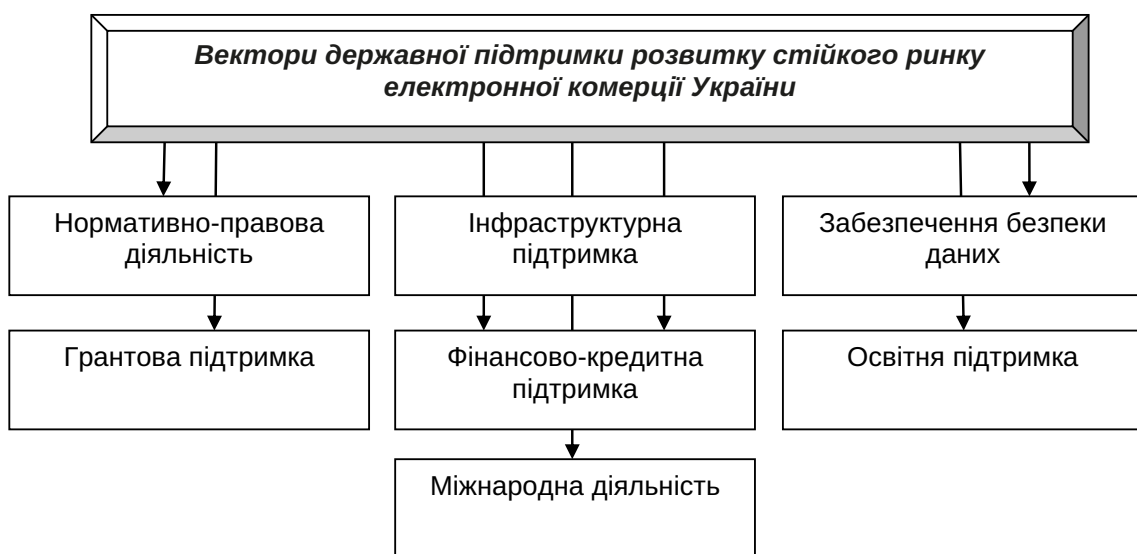 Вектори державної підтримки розвитку стійкого ринку
електронної комерції України
Нормативно-правова
діяльність
Інфраструктурна
підтримка
Забезпечення безпеки
даних
Грантова підтримка
Фінансово-кредитна
підтримка
Освітня підтримка
Міжнародна діяльність